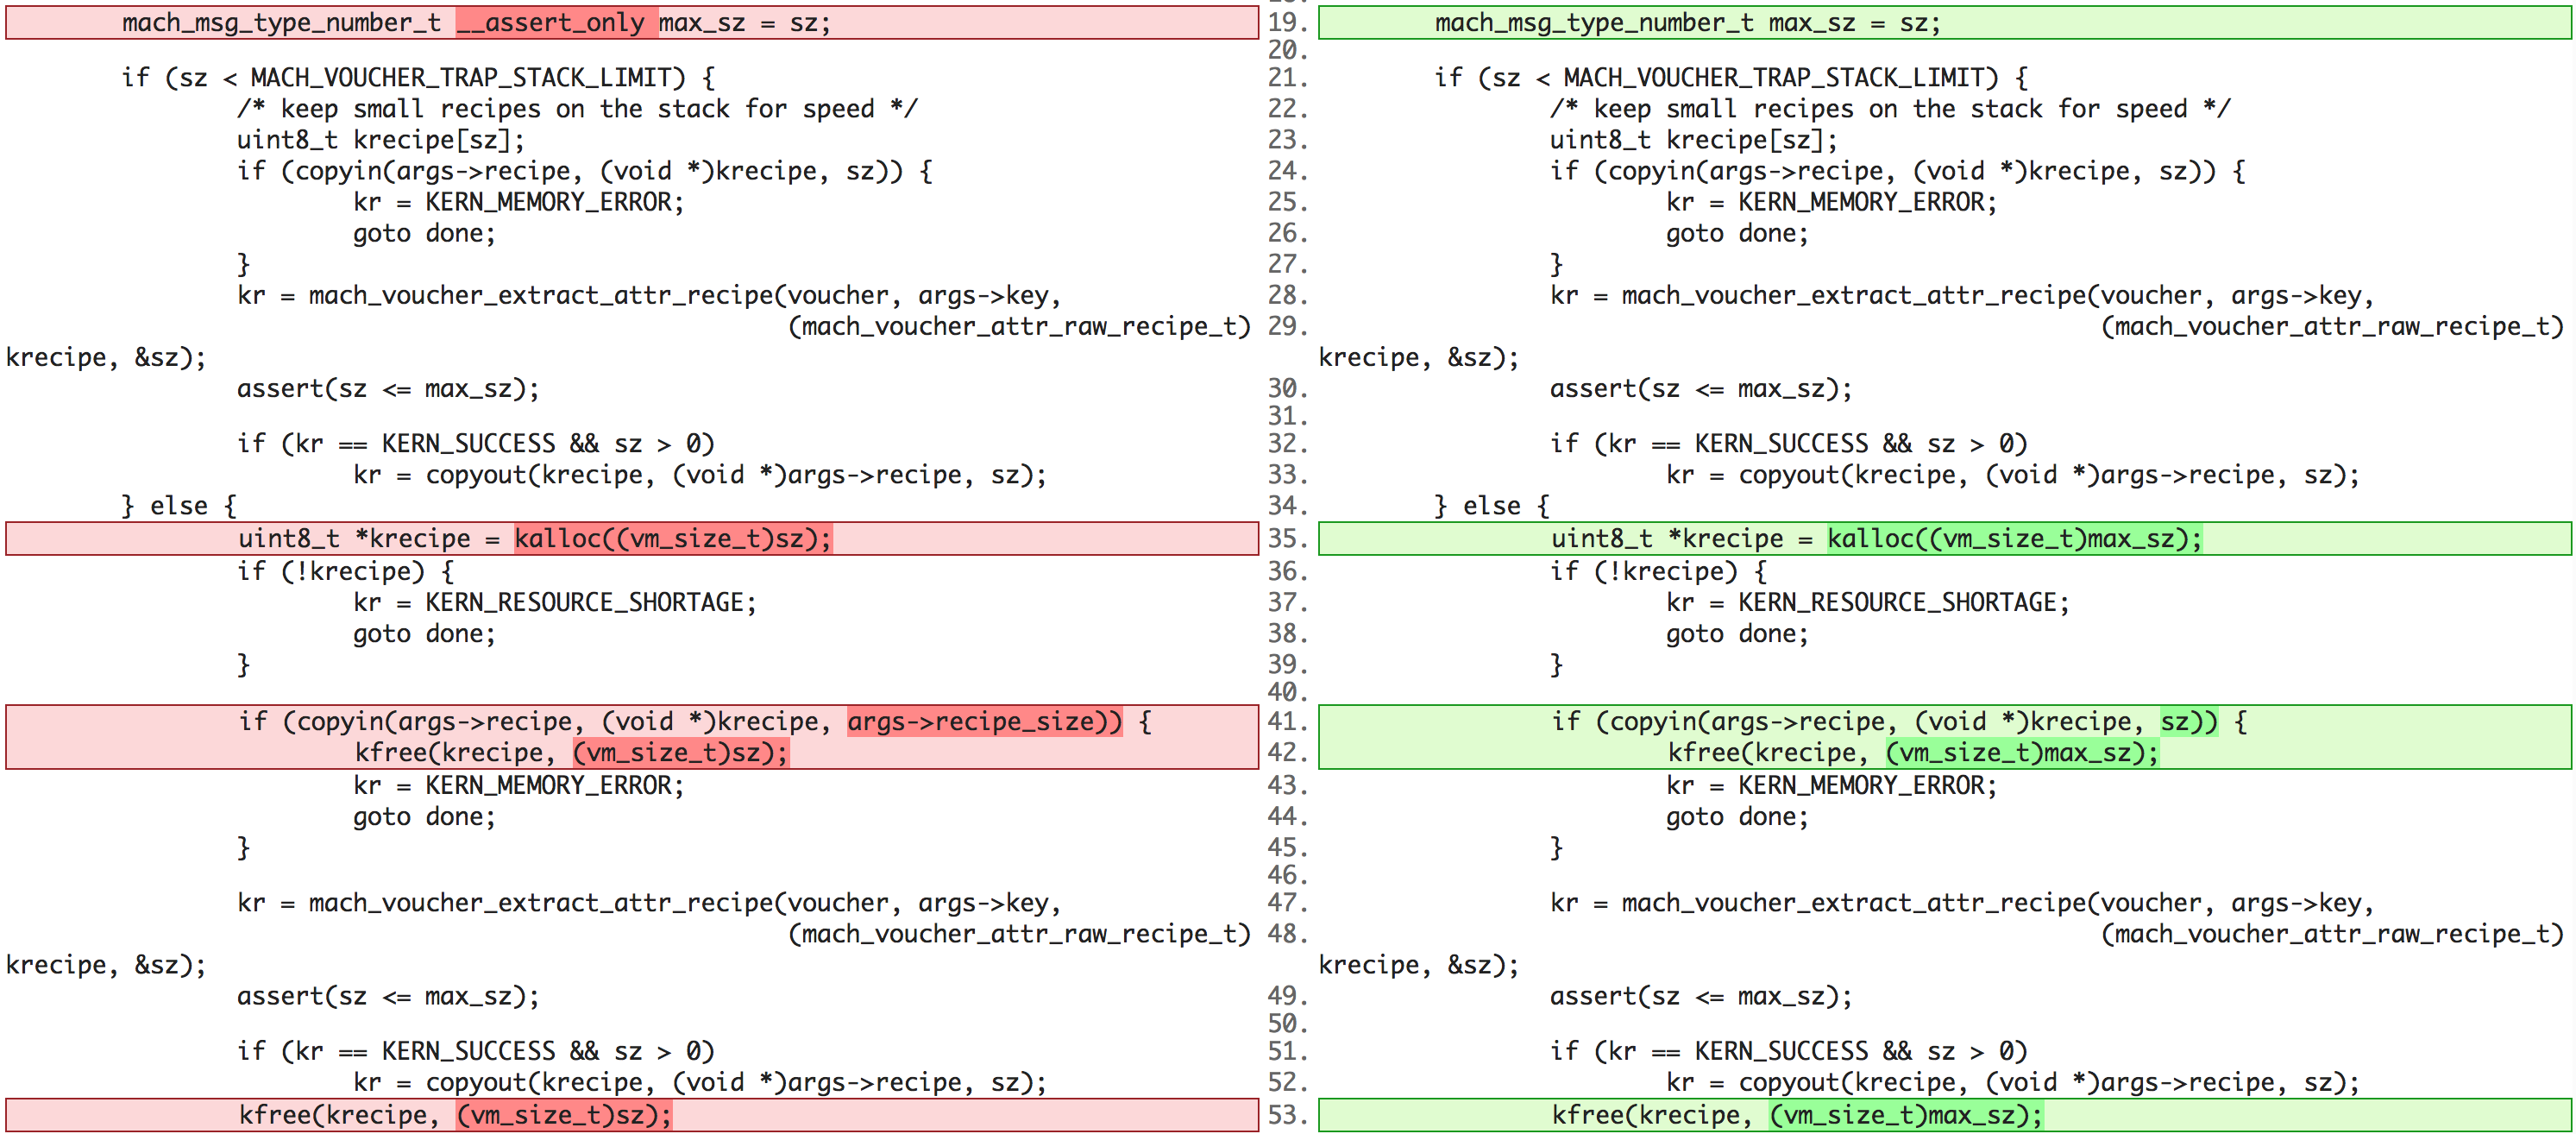 mach_msg_type_number_t __assert_only max_sz = sz;
if (sz < MACH_VOUCHER_TRAP_STACK_LIMIT) {
/* keep small recipes on the stack for speed */
uint8_t krecipe[sz];
if (copyin(args->recipe, (void *)krecipe, sz)) {
kr = KERN_MEMORY_ERROR;
goto done;
}
kr = mach_voucher_extract_attr_recipe(voucher, args->key,
(mach_voucher_attr_raw_recipe_t)
krecipe, &sz);
assert(sz <= max_sz);
if (kr == KERN_SUCCESS && sz > 0)
kr = copyout(krecipe, (void *)args->recipe, sz);
} else {
uint8_t *krecipe = kalloc((vm_size_t)sz);
if (!krecipe) {
kr = KERN_RESOURCE_SHORTAGE;
goto done;
}
if (copyin(args->recipe, (void *)krecipe, args->recipe_size)) {
kfree(krecipe, (vm_size_t)sz);
kr = KERN_MEMORY_ERROR;
goto done;
}
kr = mach_voucher_extract_attr_recipe(voucher, args->key,
(mach_voucher_attr_raw_recipe_t)
krecipe, &sz);
assert(sz <= max_sz);
if (kr == KERN_SUCCESS && sz > 0)
kr = copyout(krecipe, (void *)args->recipe, sz);
kfree(krecipe, (vm_size_t)sz);
19. mach_msg_type_number_t max_sz = sz;
20.
21. if (sz < MACH_VOUCHER_TRAP_STACK_LIMIT) {
22. /* keep small recipes on the stack for speed */
23. uint8_t krecipe[sz];
24. if (copyin(args->recipe, (void *)krecipe, sz)) {
25. kr = KERN_MEMORY_ERROR;
26. goto done;
27. }
28. kr = mach_voucher_extract_attr_recipe(voucher, args->key,
29. (mach_voucher_attr_raw_recipe_t)
krecipe, &sz);
30. assert(sz <= max_sz);
31.
32. if (kr == KERN_SUCCESS && sz > 0)
33. kr = copyout(krecipe, (void *)args->recipe, sz);
34. } else {
35. uint8_t *krecipe = kalloc((vm_size_t)max_sz);
36. if (!krecipe) {
37. kr = KERN_RESOURCE_SHORTAGE;
38. goto done;
39. }
40.
41. if (copyin(args->recipe, (void *)krecipe, sz)) {
42. kfree(krecipe, (vm_size_t)max_sz);
43. kr = KERN_MEMORY_ERROR;
44. goto done;
45. }
46.
47. kr = mach_voucher_extract_attr_recipe(voucher, args->key,
48. (mach_voucher_attr_raw_recipe_t)
krecipe, &sz);
49. assert(sz <= max_sz);
50.
51. if (kr == KERN_SUCCESS && sz > 0)
52. kr = copyout(krecipe, (void *)args->recipe, sz);
53. kfree(krecipe, (vm_size_t)max_sz);